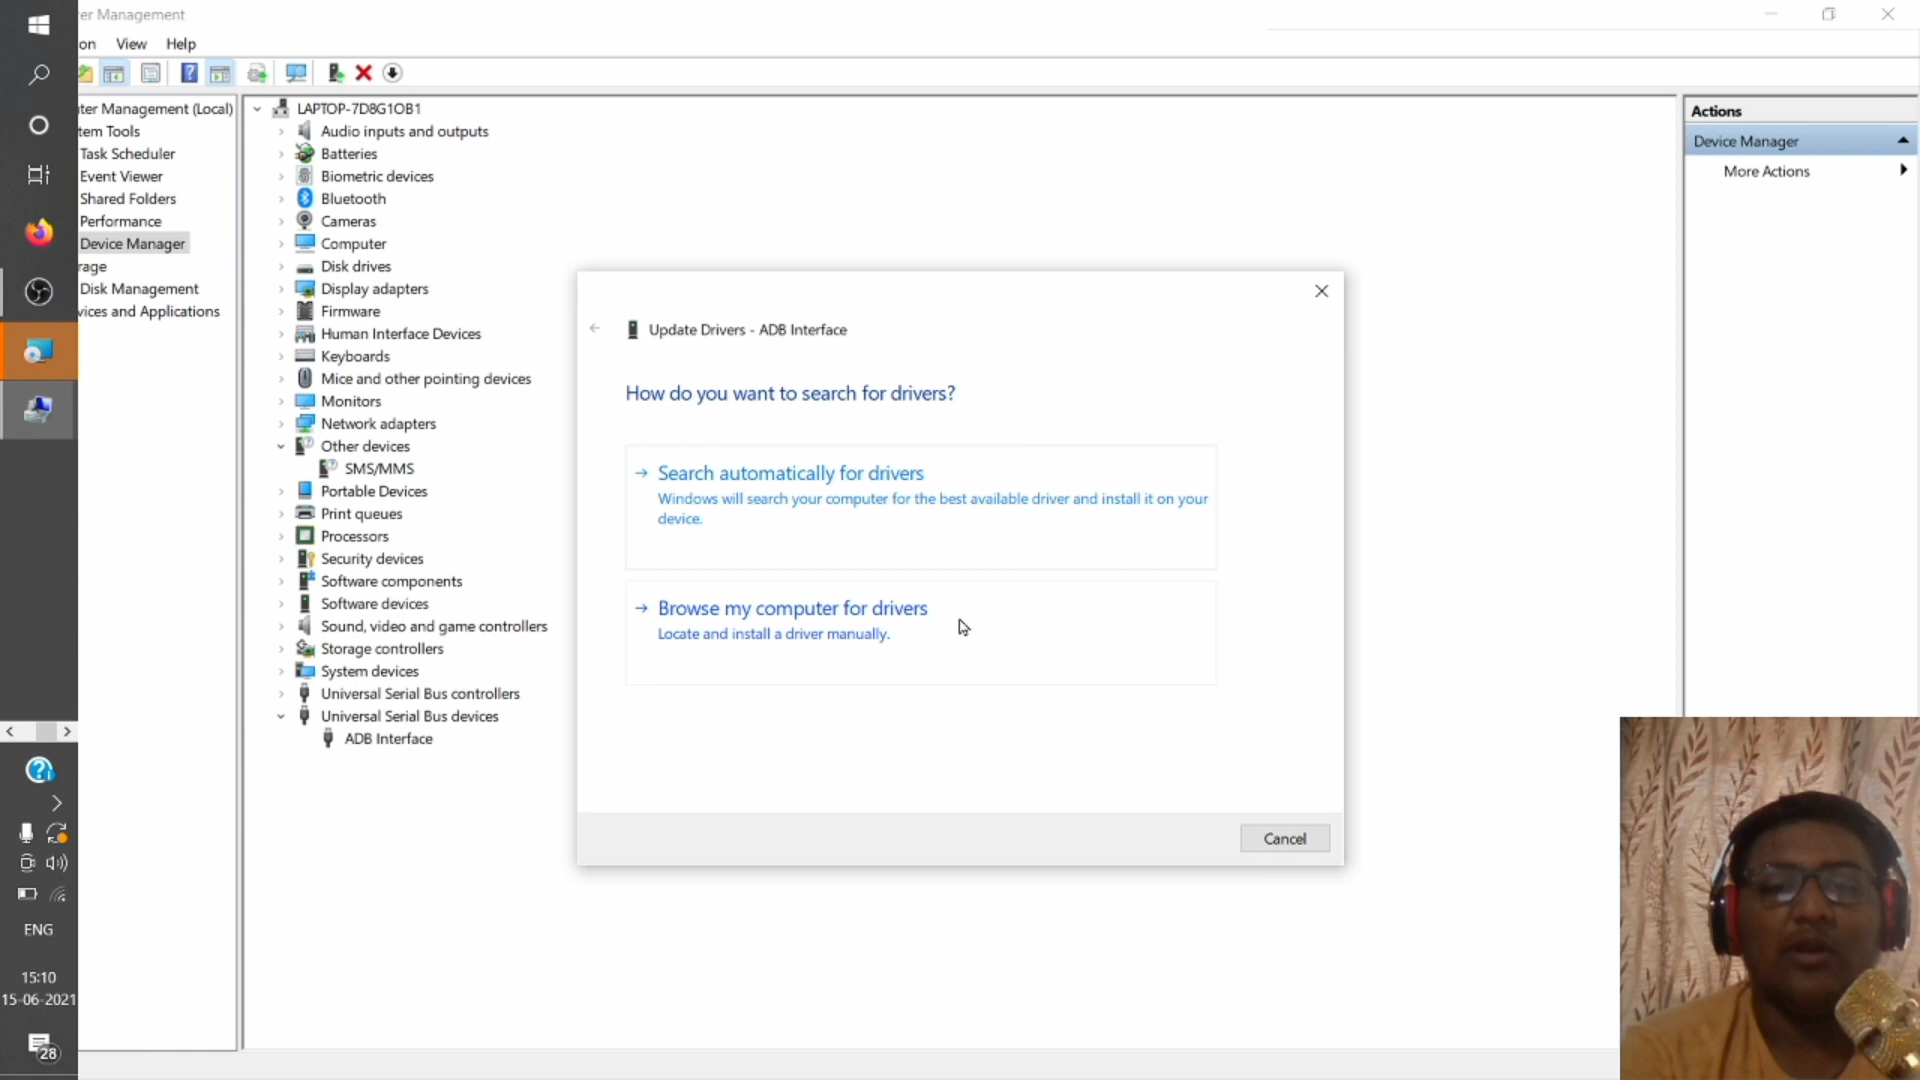 er Management
on View Help
ter Management (Local)
tem Tools
Task Scheduler
Event Viewer
Shared Folders
Performance
Device Manager
rage
Disk Management
vices and Applications
LAPTOP-7D8G1OB1
Audio inputs and outputs
Batteries
Biometric devices
Bluetooth
Cameras
Computer
Disk drives
Display adapters
Firmware
Human Interface Devices
Keyboards
Mice and other pointing devices
Monitors
Network adapters
Other devices
SMS/MMS
Portable Devices
Print queues
Processors
Security devices
Software components
Software devices
Sound, video and game controllers
Storage controllers
System devices
Universal Serial Bus controllers
Universal Serial Bus devices
ADB Interface
Update Drivers - ADB Interface
How do you want to search for drivers?
Search automatically for drivers
Windows will search your computer for the best available driver and install it on your
device.
Browse my computer for drivers
Locate and install a driver manually.
Cancel
Actions
Device Manager
More Actions
ENG
15:10
15-06-2021
28